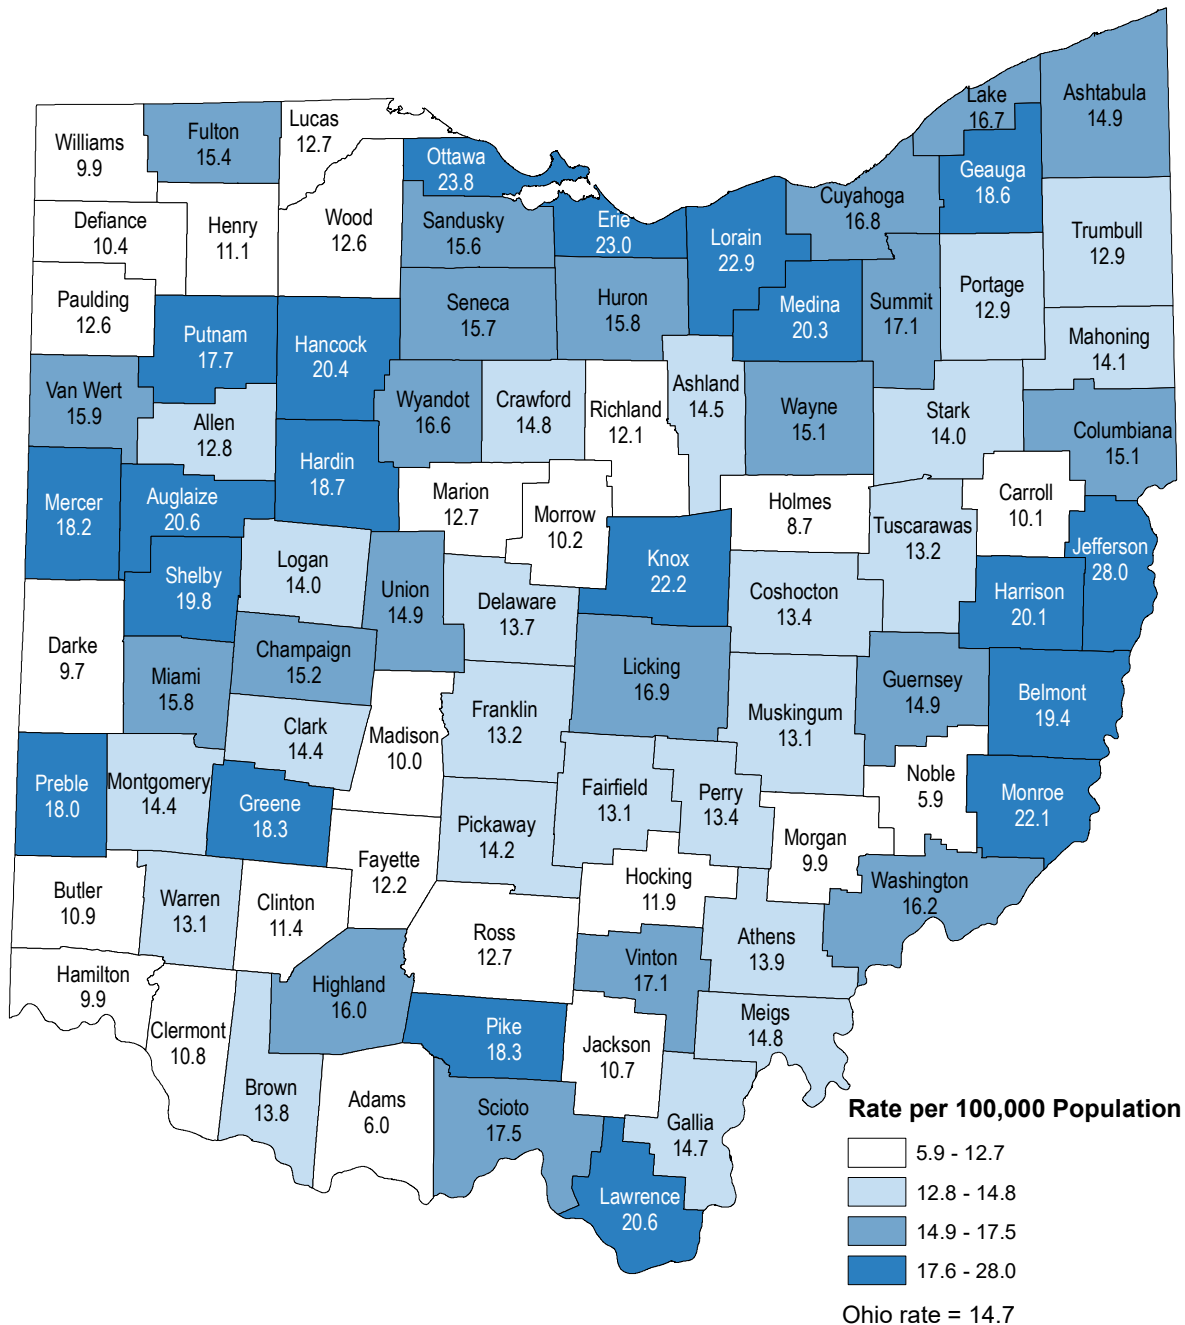 Lake
16.7
Ashtabula
14.9
Williams
9.9
Fulton
15.4
Lucas
12.7
Ottawa
23.8
Geauga
18.6
Cuyahoga
16.8
Defiance
10.4
Henry
11.1
Wood
12.6
Sandusky
15.6
Erie
23.0
Lorain
22.9
Trumbull
12.9
Paulding
12.6
Putnam
17.7
Hancock
20.4
Seneca
15.7
Huron
15.8
Medina
20.3
Summit
17.1
Portage
12.9
Mahoning
14.1
Van Wert
15.9
Allen
12.8
Wyandot
16.6
Crawford
14.8
Richland
12.1
Ashland
14.5
Wayne
15.1
Stark
14.0
Columbiana
15.1
Mercer
18.2
Auglaize
20.6
Hardin
18.7
Marion
12.7
Morrow
10.2
Holmes
8.7
Tuscarawas
13.2
Carroll
10.1
Jefferson
28.0
Shelby
19.8
Logan
14.0
Union
14.9
Delaware
13.7
Knox
22.2
Coshocton
13.4
Harrison
20.1
Darke
9.7
Miami
15.8
Champaign
15.2
Licking
16.9
Guernsey
14.9
Belmont
19.4
Clark
14.4
Madison
10.0
Franklin
13.2
Muskingum
13.1
Preble
18.0
Montgomery
14.4
Greene
18.3
Fairfield
13.1
Perry
13.4
Noble
5.9
Monroe
22.1
Pickaway
14.2
Morgan
9.9
Fayette
12.2
Butler
10.9
Warren
13.1
Clinton
11.4
Hocking
11.9
Washington
16.2
Ross
12.7
Athens
13.9
Hamilton
9.9
Highland
16.0
Vinton
17.1
Meigs
14.8
Clermont
10.8
Pike
18.3
Jackson
10.7
Brown
13.8
Adams
6.0
Scioto
17.5
Gallia
14.7
Lawrence
20.6
Rate per 100,000 Population
5.9 - 12.7
12.8 - 14.8
14.9 - 17.5
17.6 - 28.0
Ohio rate = 14.7